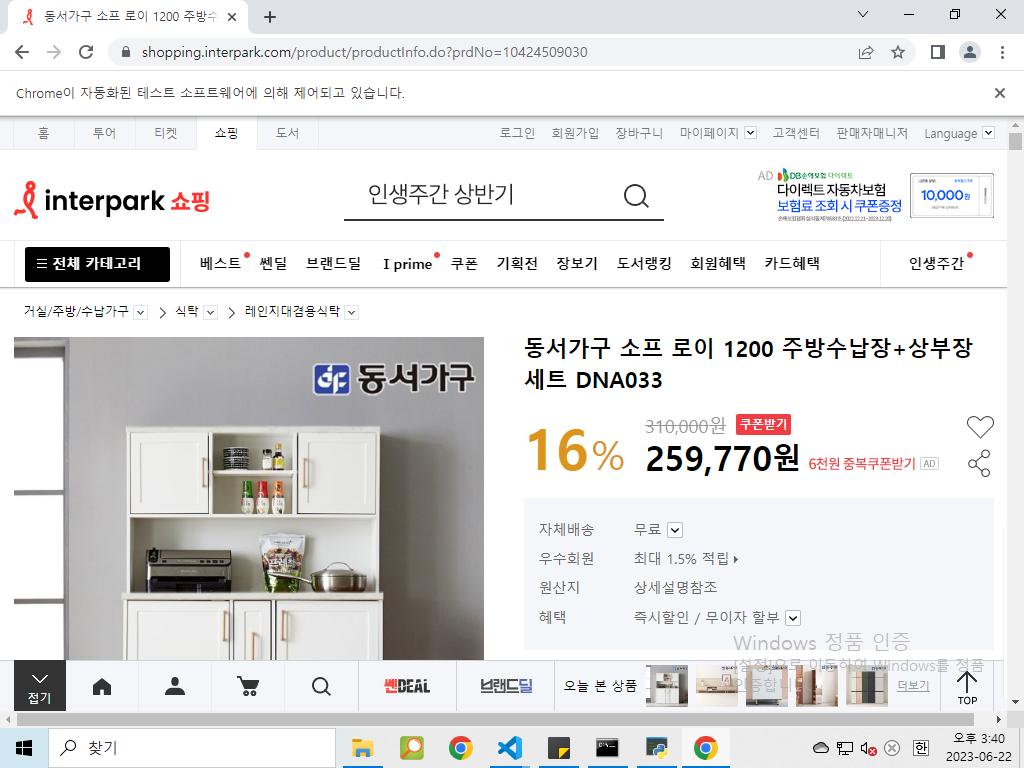 동서가구 소프 로이 1200 주방수
shopping.interpark.com/product/productInfo.do?prdNo=10424509030
Chrome이 자동화된 테스트 소프트웨어에 의해 제어되고 있습니다.
홈 투어 티켓 쇼핑 도서 로그인 회원가입 장바구니 마이페이지 고객센터 판매자매니저 Language
interpark 쇼핑
인생주간 상반기
AD DB손해보험 다이렉트
다이렉트 자동차보험
보험료 조회 시 쿠폰증정
10,000원
전체 카테고리 베스트 쎈딜 브랜드딜 I prime 쿠폰 기획전 장보기 도서랭킹 회원혜택 카드혜택 인생주간
거실/주방/수납가구 식탁 레인지대겸용식탁
동서가구
동서가구 소프 로이 1200 주방수납장+상부장
세트 DNA033
16%
310,000원 쿠폰받기
259,770원 6천원 중복쿠폰받기 AD
자체배송 무료
우수회원 최대 1.5% 적립
원산지 상세설명참조
혜택 즉시할인 / 무이자 할부
Windows 정품 인증
[설정]으로 이동하여 Windows를 정품
인증합니다.
접기
쎈DEAL
브랜드딜
오늘 본 상품
더보기
TOP
찾기
한
오후 3:40
2023-06-22